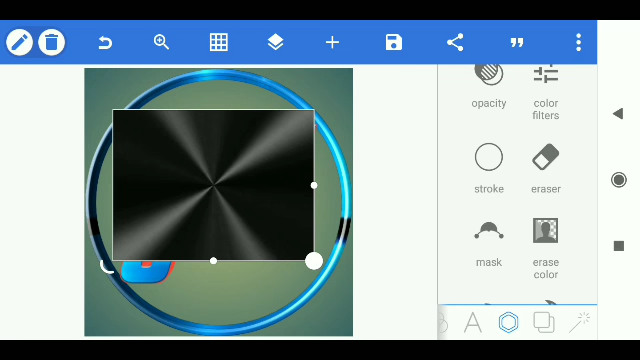 opacity
color
filters
stroke
eraser
mask
erase
color
A